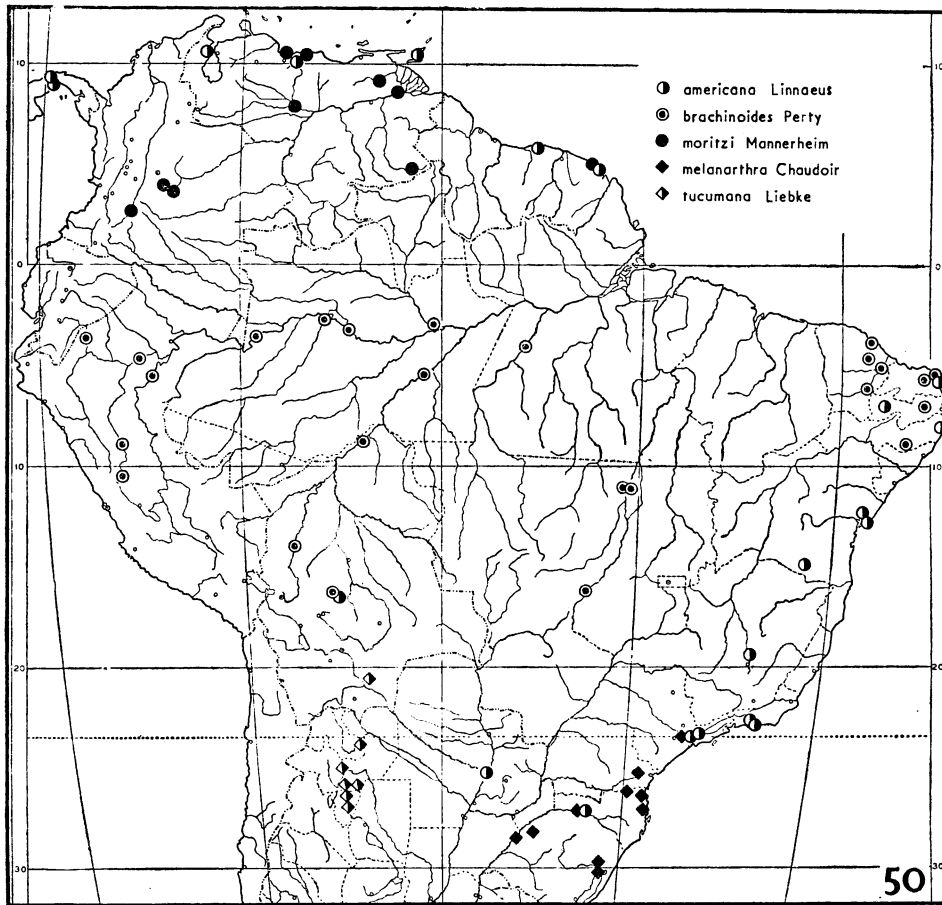 10
10
americana Linnaeus
brachinoides Perty
moritzi Mannerheim
melanarthra Chaudoir
tucumana Liebke
0
0
10
10
20
20
30
30
50